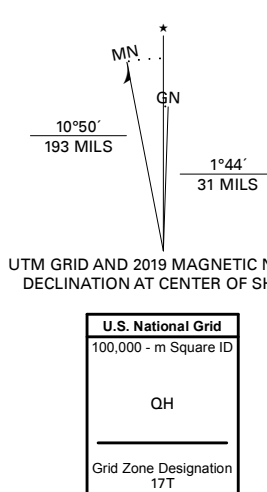 ★
MN
GN
10°50´
193 MILS
1°44´
31 MILS
UTM GRID AND 2019 MAGNETIC
DECLINATION AT CENTER OF
U.S. National Grid
100,000 - m Square ID
QH
Grid Zone Designation
17T